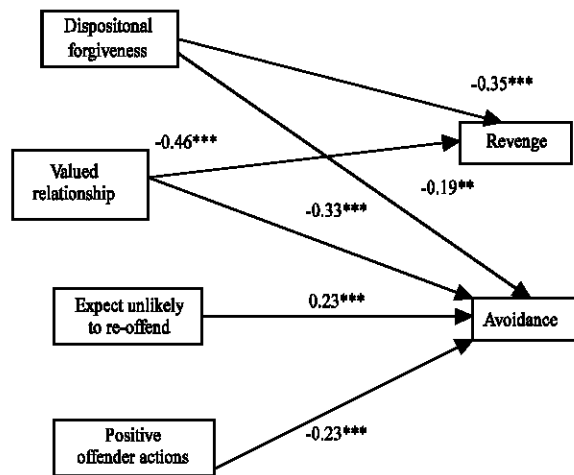 Dispositonal
forgiveness
-0.35***
Revenge
-0.46***
Valued
relationship
-0.19**
-0.33***
Expect unlikely
to re-offend
0.23***
Avoidance
Positive
offender actions
-0.23***